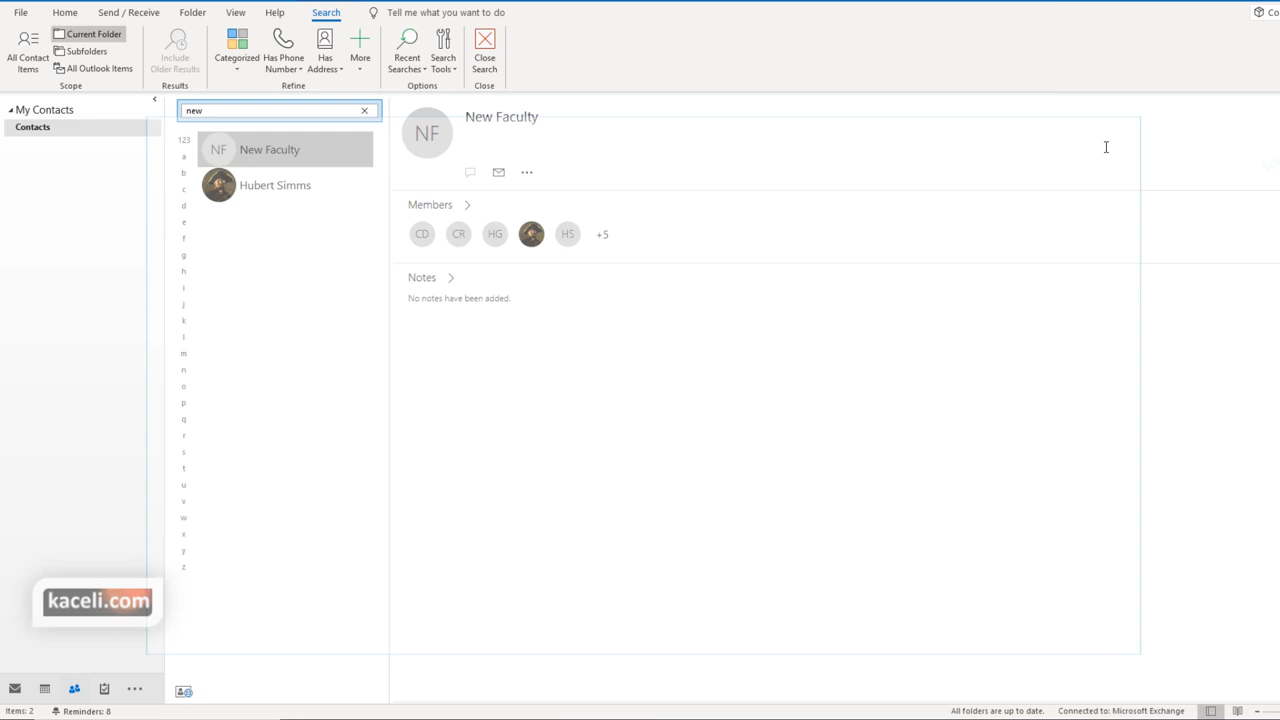 File Home Send / Receive Folder View Help Search Tell me what you want to do Co
All Contact Items
Current Folder
Subfolders
All Outlook Items
Scope
Include Older Results
Results
Categorized
Has Phone Number
Has Address
More
Refine
Recent Searches
Search Tools
Options
Close Search
Close
My Contacts
Contacts
new
123
a
b
c
d
e
f
g
h
i
j
k
l
m
n
o
p
q
r
s
t
u
v
w
x
y
z
NF New Faculty
Hubert Simms
NF New Faculty
Members
CD CR HG HS +5
Notes
No notes have been added.
kaceli.com
Items: 2 Reminders: 8 All folders are up to date. Connected to: Microsoft Exchange